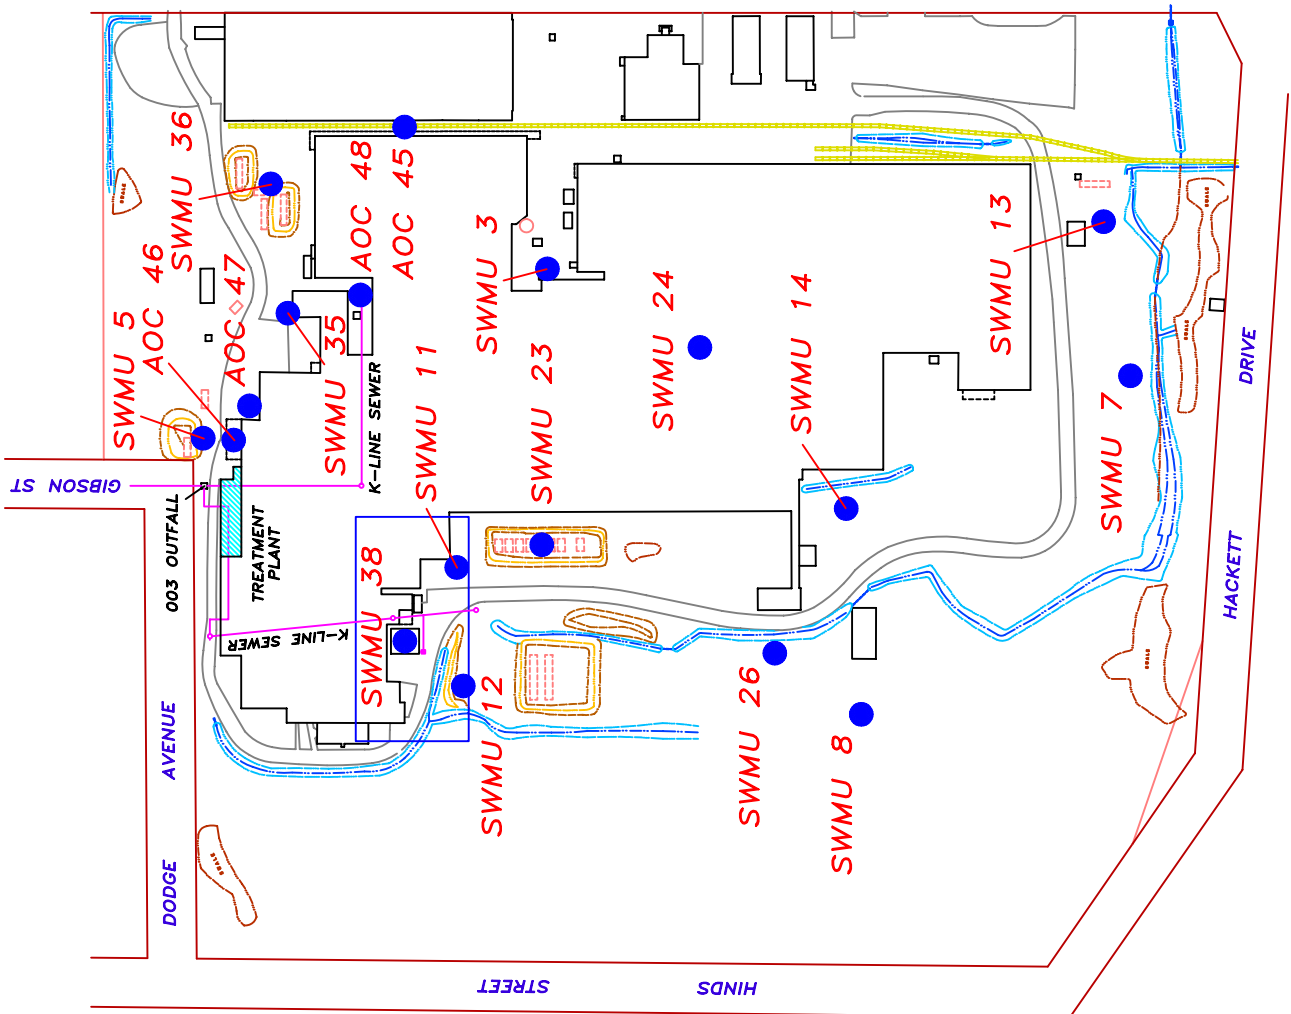 SWMU 36
AOC 48
AOC 45
SWMU 3
SWMU 13
AOC 46
AOC 47
SWMU 5
SWMU 24
SWMU 14
SWMU 35
SWMU 11
SWMU 23
K-LINE SEWER
SWMU 7
HACKETT
DRIVE
GIBSON ST
003 OUTFALL
TREATMENT
PLANT
SWMU 38
K-LINE SEWER
SWMU 12
SWMU 26
SWMU 8
DODGE
AVENUE
HINDS
STREET